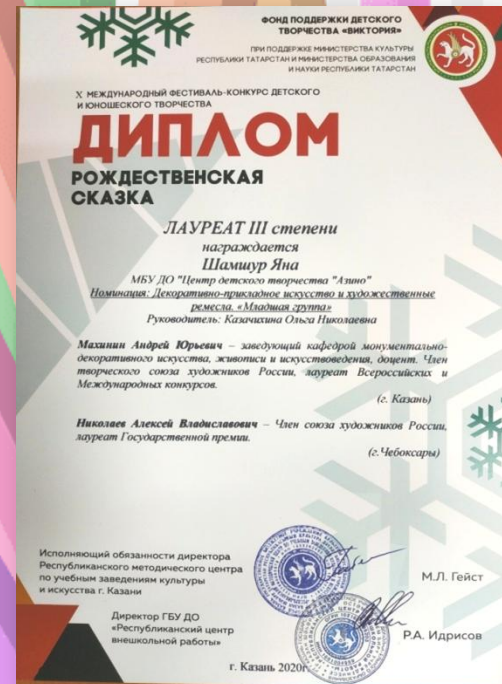 ФОНД ПОДДЕРЖКИ ДЕТСКОГО
ТВОРЧЕСТВА «ВИКТОРИЯ»
ПРИ ПОДДЕРЖКЕ МИНИСТЕРСТВА КУЛЬТУРЫ
РЕСПУБЛИКИ ТАТАРСТАН И МИНИСТЕРСТВА ОБРАЗОВАНИЯ
И НАУКИ РЕСПУБЛИКИ ТАТАРСТАН
X МЕЖДУНАРОДНЫЙ ФЕСТИВАЛЬ-КОНКУРС ДЕТСКОГО
И ЮНОШЕСКОГО ТВОРЧЕСТВА
ДИПЛОМ
РОЖДЕСТВЕНСКАЯ
СКАЗКА
ЛАУРЕАТ III степени
награждается
Шамшур Яна
МБУ ДО "Центр детского творчества "Азино"
Номинация: Декоративно-прикладное искусство и художественные
ремесла. «Младшая группа»
Руководитель: Казачихина Ольга Николаевна
Махинин Андрей Юрьевич – заведующий кафедрой монументально-
декоративного искусства, живописи и искусствоведения, доцент. Член
творческого союза художников России, лауреат Всероссийских и
Международных конкурсов.
(г. Казань)
Николаев Алексей Владиславович – Член союза художников России,
лауреат Государственной премии.
(г.Чебоксары)
Исполняющий обязанности директора
Республиканского методического центра
по учебным заведениям культуры
и искусства г. Казани
М.Л. Гейст
Директор ГБУ ДО
«Республиканский центр
внешкольной работы»
Р.А. Идрисов
г. Казань 2020г